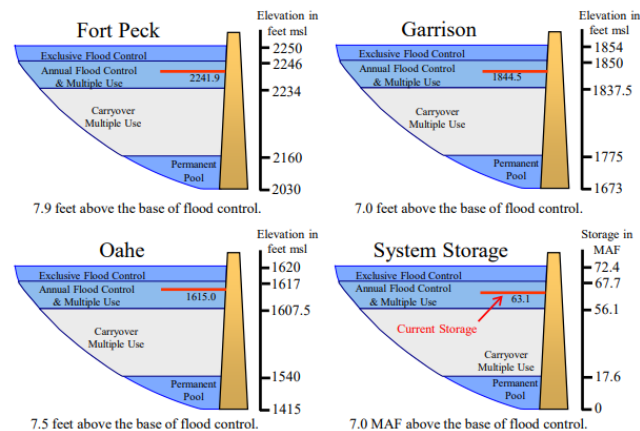 Fort Peck
Elevation in
feet msl
2250
2246
2234
2160
2030
Exclusive Flood Control
Annual Flood Control
& Multiple Use
2241.9
Carryover
Multiple Use
Permanent
Pool
7.9 feet above the base of flood control.
Garrison
Elevation in
feet msl
1854
1850
1837.5
1775
1673
Exclusive Flood Control
Annual Flood Control
& Multiple Use
1844.5
Carryover
Multiple Use
Permanent
Pool
7.0 feet above the base of flood control.
Oahe
Elevation in
feet msl
1620
1617
1607.5
1540
1415
Exclusive Flood Control
Annual Flood Control
& Multiple Use
1615.0
Carryover
Multiple Use
Permanent
Pool
7.5 feet above the base of flood control.
System Storage
Storage in
MAF
72.4
67.7
56.1
17.6
0
Exclusive Flood Control
Annual Flood Control
& Multiple Use
63.1
Current Storage
Carryover
Multiple Use
Permanent
Pool
7.0 MAF above the base of flood control.